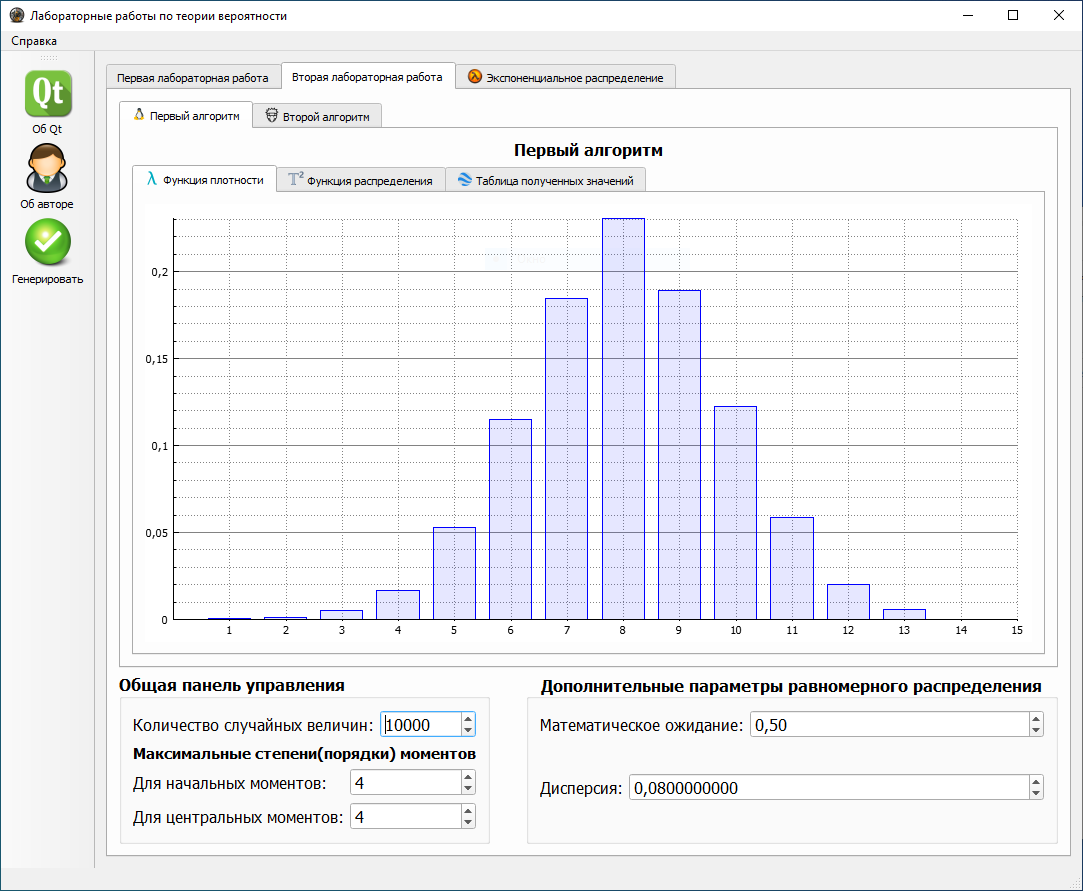 Лабораторные работы по теории вероятности
Справка
Qt
Об Qt
Об авторе
Генерировать
Первая лабораторная работа
Вторая лабораторная работа
λ Экспоненциальное распределение
Первый алгоритм
Второй алгоритм
Первый алгоритм
λ Функция плотности
T² Функция распределения
Таблица полученных значений
0,2
0,15
0,1
0,05
0
1 2 3 4 5 6 7 8 9 10 11 12 13 14 15
Общая панель управления
Количество случайных величин: 10000
Максимальные степени(порядки) моментов
Для начальных моментов: 4
Для центральных моментов: 4
Дополнительные параметры равномерного распределения
Математическое ожидание: 0,50
Дисперсия: 0,0800000000